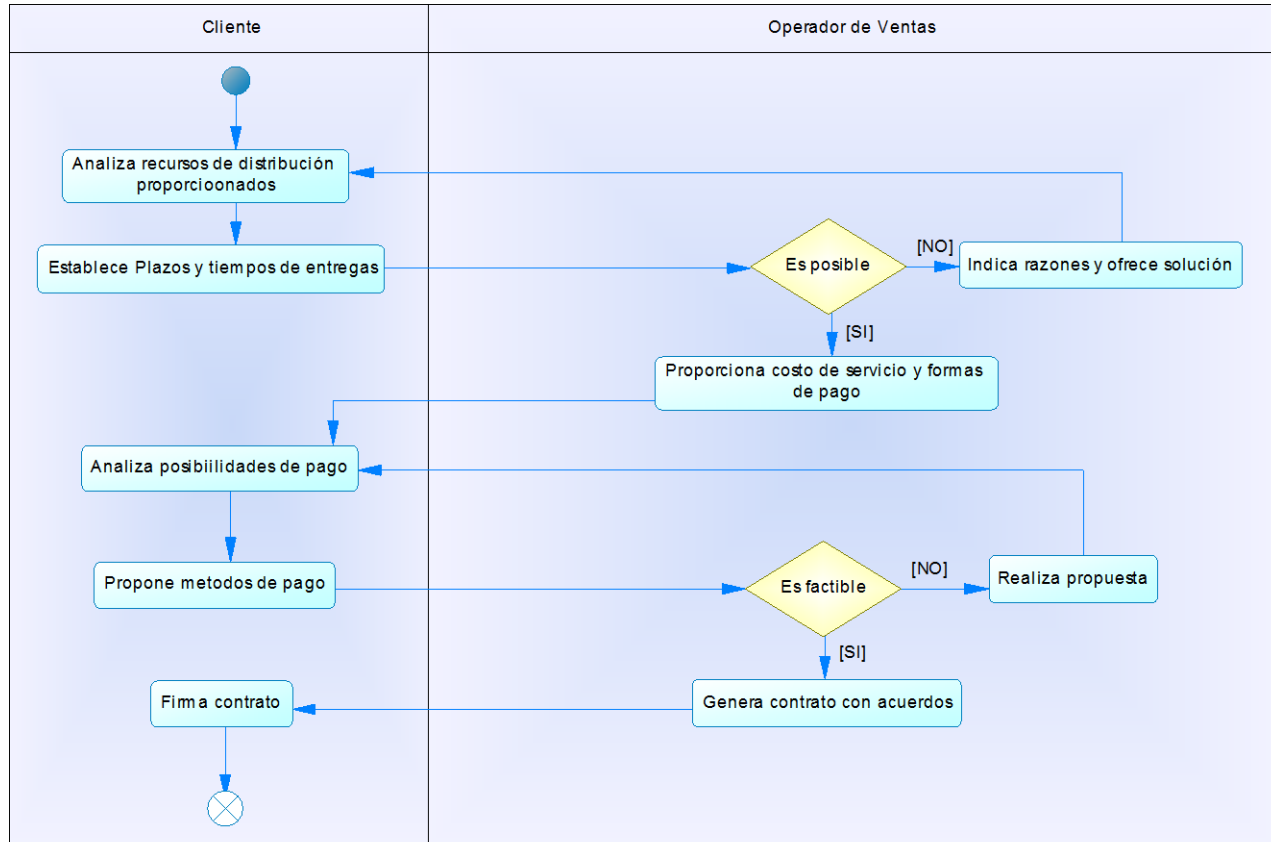 Cliente
Operador de Ventas
Analiza recursos de distribución
proporcioonados
Establece Plazos y tiempos de entregas
Es posible
[NO]
Indica razones y ofrece solución
[SI]
Proporciona costo de servicio y formas
de pago
Analiza posibiilidades de pago
Propone metodos de pago
Es factible
[NO]
Realiza propuesta
[SI]
Genera contrato con acuerdos
Firma contrato